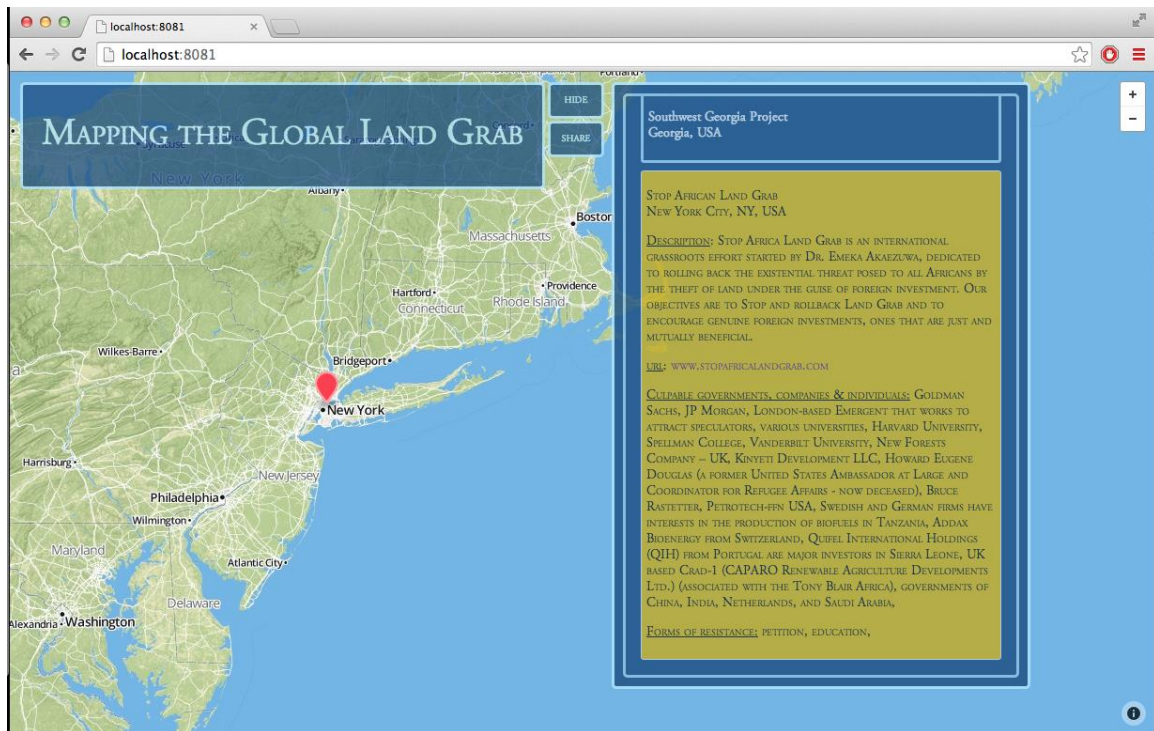 localhost:8081
localhost:8081
Mapping the Global Land Grab
HIDE
SHARE
Southwest Georgia Project
Georgia, USA
Stop African Land Grab
New York City, NY, USA
Description: Stop Africa Land Grab is an international
grassroots effort started by Dr. Emeka Akaezuwa, dedicated
to rolling back the existential threat posed to all Africans by
the theft of land under the guise of foreign investment. Our
objectives are to Stop and rollback Land Grab and to
encourage genuine foreign investments, ones that are just and
mutually beneficial.
url: www.stopafricalandgrab.com
Culpable governments, companies & individuals: Goldman
Sachs, JP Morgan, London-based Emergent that works to
attract speculators, various universities, Harvard University,
Spellman College, Vanderbilt University, New Forests
Company – UK, Kinyeti Development LLC, Howard Eugene
Douglas (a former United States Ambassador at Large and
Coordinator for Refugee Affairs - now deceased), Bruce
Rastetter, Petrotech-ffn USA, Swedish and German firms have
interests in the production of biofuels in Tanzania, Addax
Bioenergy from Switzerland, Quifel International Holdings
(QIH) from Portugal are major investors in Sierra Leone, UK
based Crad-1 (CAPARO Renewable Agriculture Developments
Ltd.) (associated with the Tony Blair Africa), governments of
China, India, Netherlands, and Saudi Arabia,
Forms of resistance: petition, education,
+
-
Portland
Syracuse
New York
Albany
Boston
Massachusetts
Providence
Hartford
Connecticut
Rhode Island
Wilkes-Barre
Bridgeport
New York
Harrisburg
New Jersey
Philadelphia
Wilmington
Maryland
Atlantic City
Delaware
Alexandria
Washington